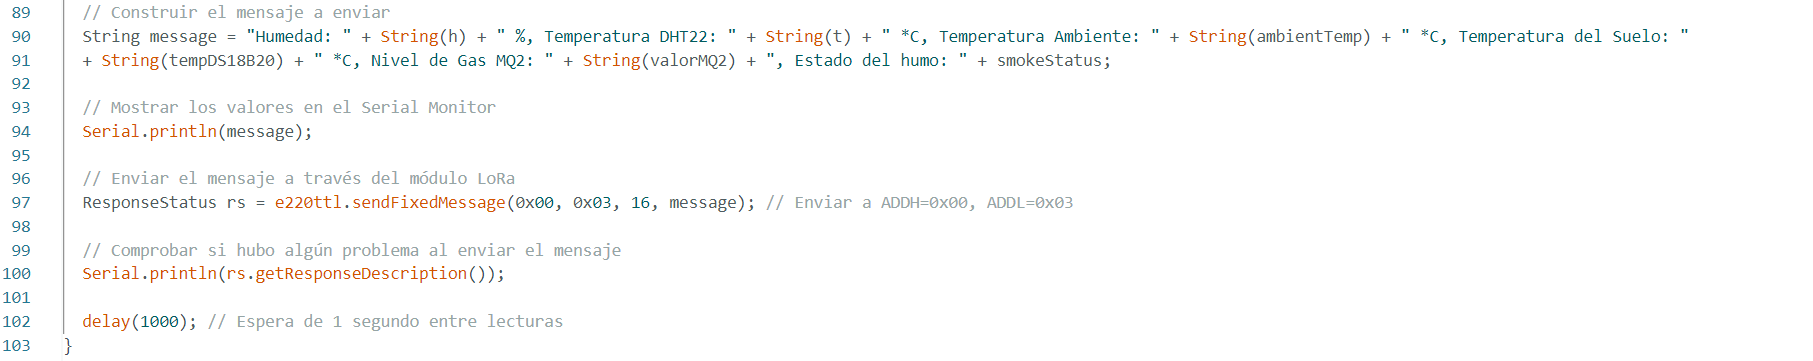 89 // Construir el mensaje a enviar
90 String message = "Humedad: " + String(h) + " %, Temperatura DHT22: " + String(t) + " *C, Temperatura Ambiente: " + String(ambientTemp) + " *C, Temperatura del Suelo: "
91 + String(tempDS18B20) + " *C, Nivel de Gas MQ2: " + String(valorMQ2) + ", Estado del humo: " + smokeStatus;
92
93 // Mostrar los valores en el Serial Monitor
94 Serial.println(message);
95
96 // Enviar el mensaje a través del módulo LoRa
97 ResponseStatus rs = e220ttl.sendFixedMessage(0x00, 0x03, 16, message); // Enviar a ADDH=0x00, ADDL=0x03
98
99 // Comprobar si hubo algún problema al enviar el mensaje
100 Serial.println(rs.getResponseDescription());
101
102 delay(1000); // Espera de 1 segundo entre lecturas
103 }